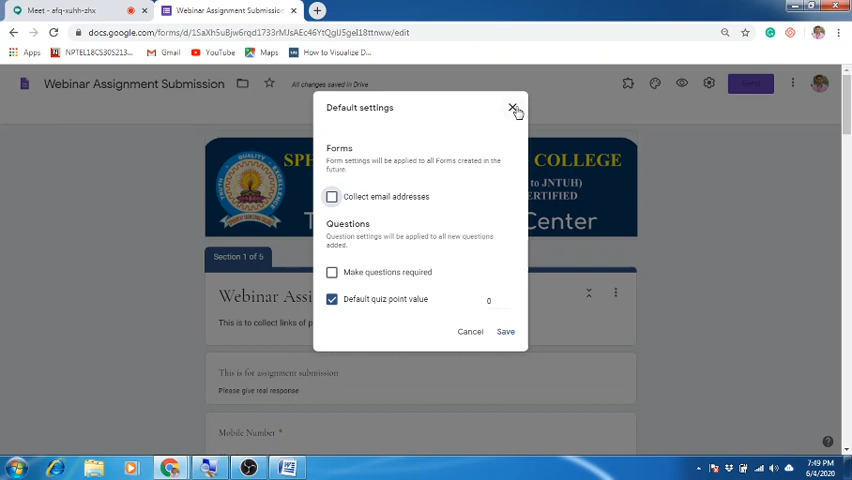 Meet - afq-xuhh-zhx
Webinar Assignment Submission
docs.google.com/forms/d/1SaXh5uBjw6rqd1733rMJsAEc46YtQgIJ5gel18ttnww/edit
Apps
NPTEL18CS30S213...
Gmail
YouTube
Maps
How to Visualize D...
Webinar Assignment Submission
All changes saved in Drive
Send
Default settings
QUALITY
SPH
COLLEGE
to JNTUH)
Center
Forms
Form settings will be applied to all Forms created in the
future.
Collect email addresses
Questions
Question settings will be applied to all new questions
added.
Make questions required
Default quiz point value
0
Cancel
Save
Section 1 of 5
Webinar Assi
This is to collect links of p
This is for assignment submission
Please give real response
Mobile Number *
7:49 PM
6/4/2020